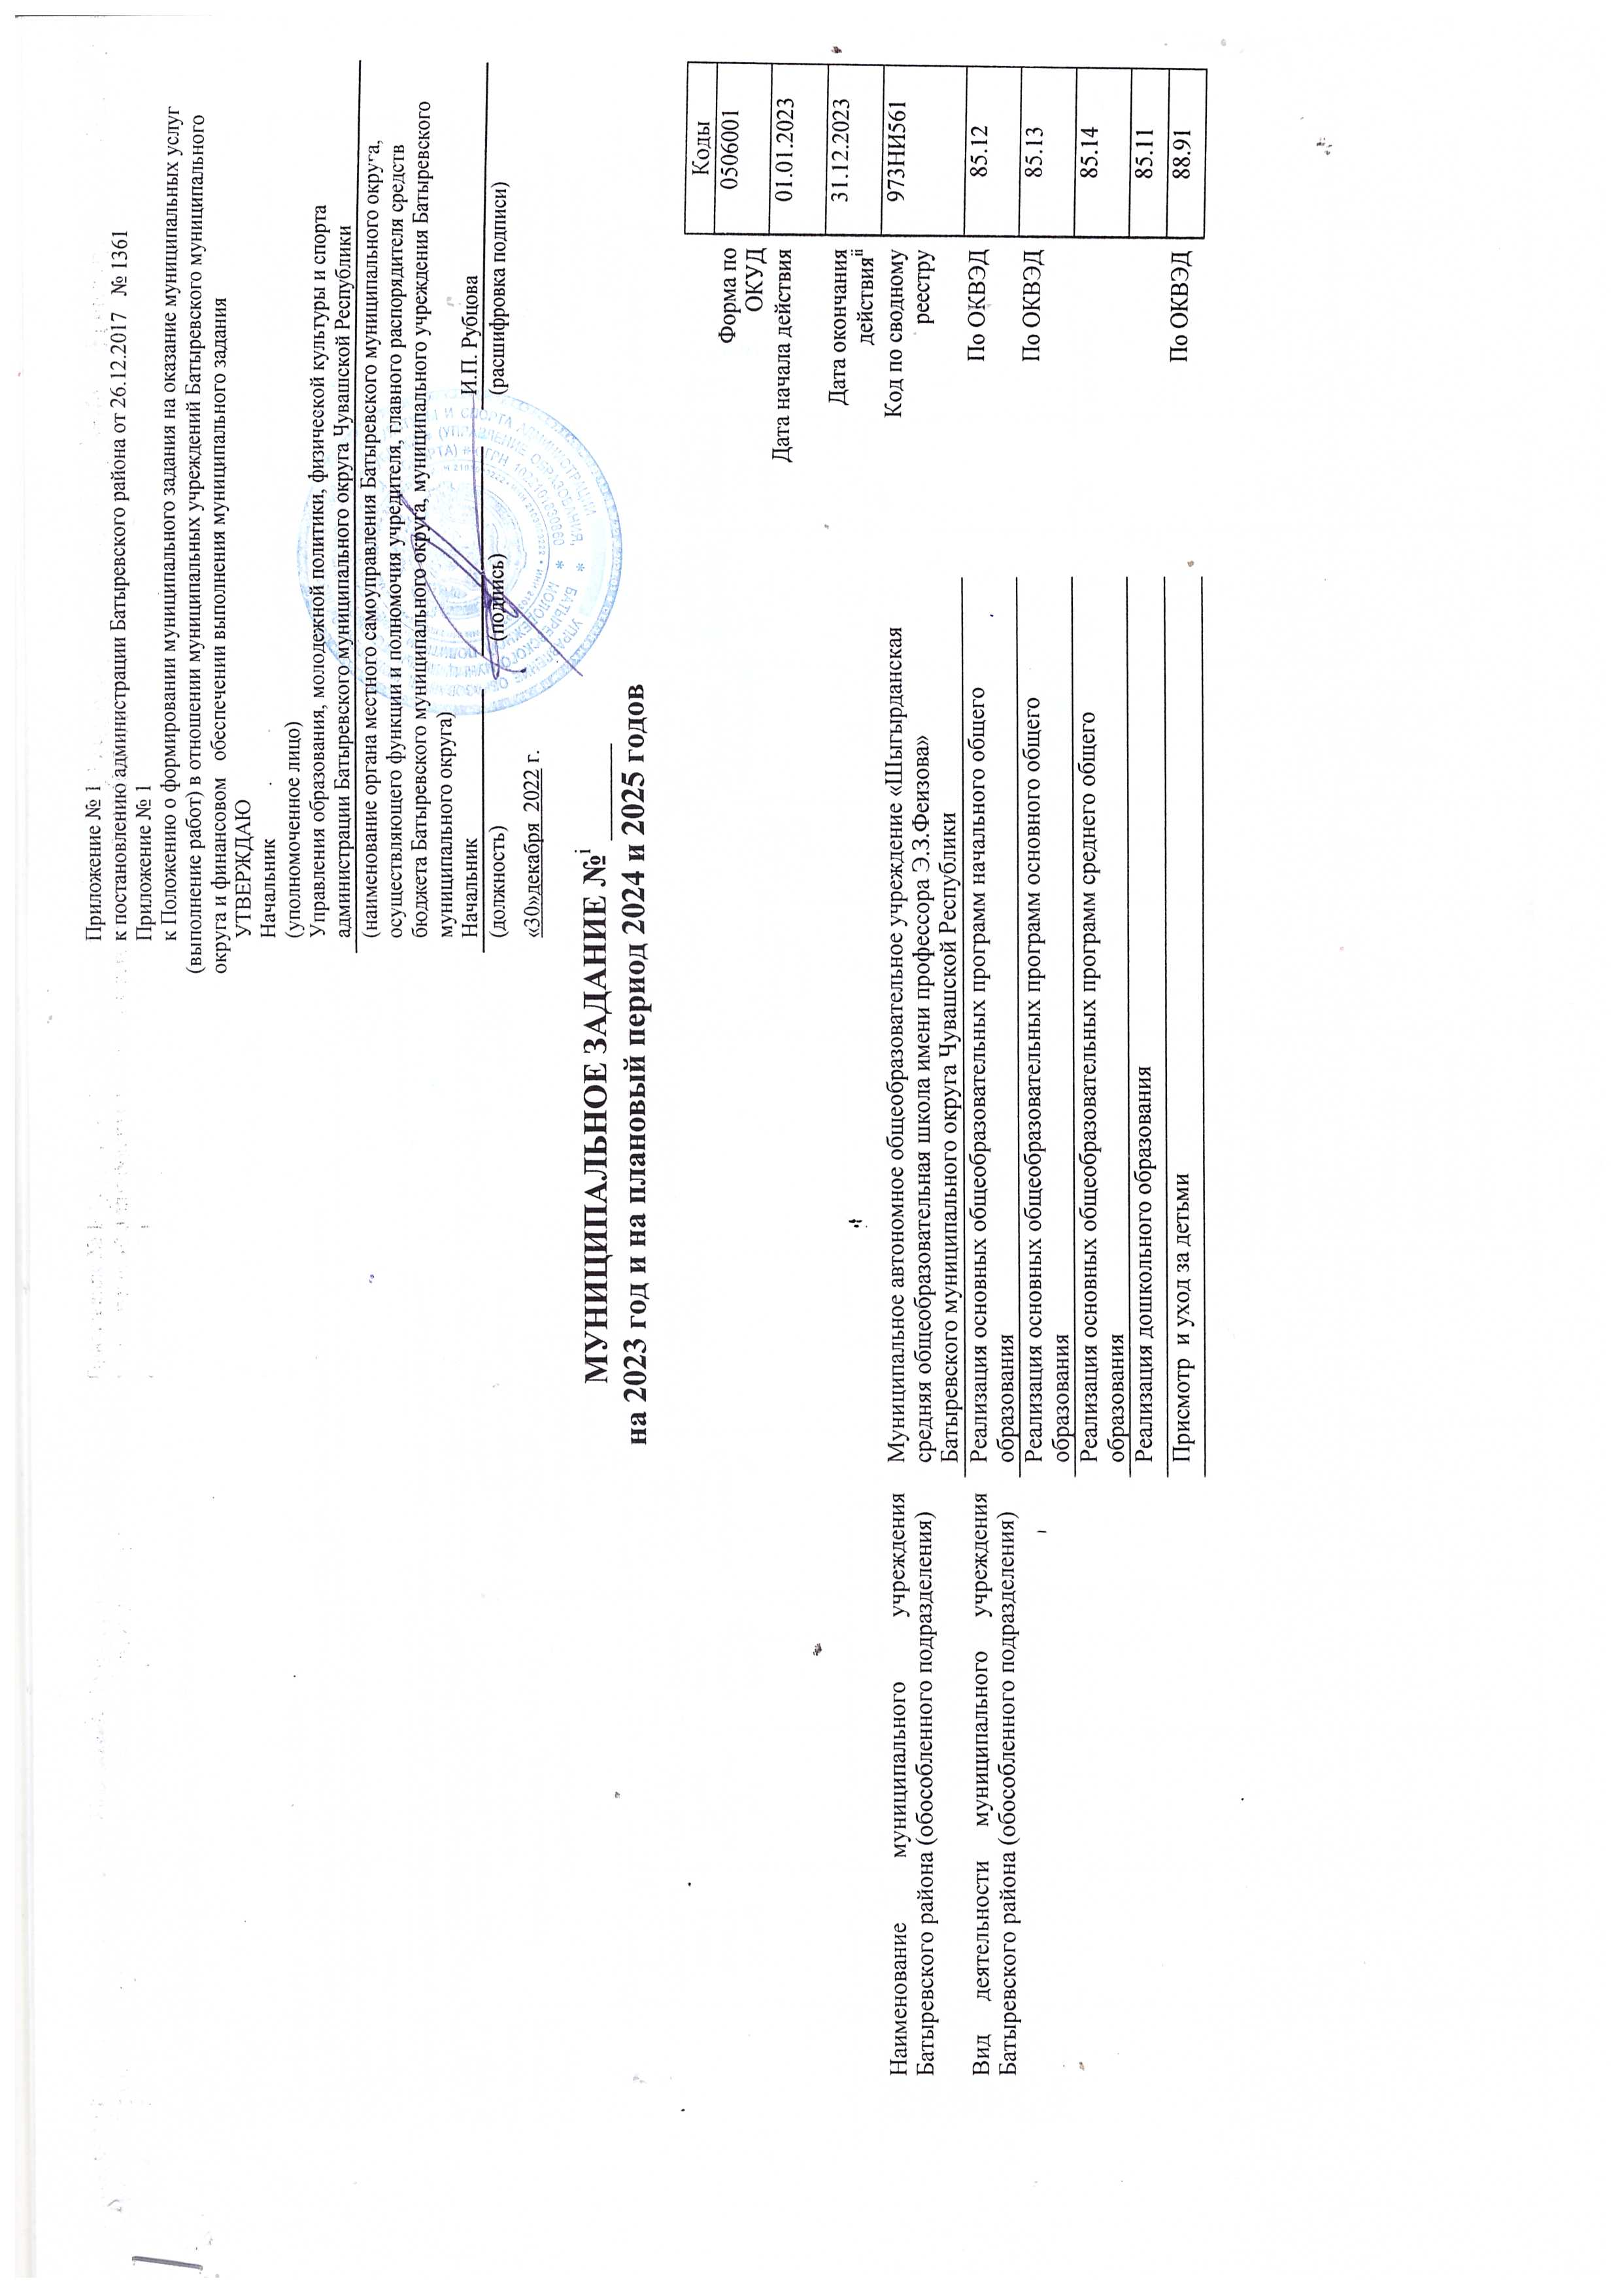 Приложение № 1
к постановлению администрации Батыревского района от 26.12.2017 № 1361
Приложение № 1
к Положению о формировании муниципального задания на оказание муниципальных услуг
(выполнение работ) в отношении муниципальных учреждений Батыревского муниципального
округа и финансовом обеспечении выполнения муниципального задания
УТВЕРЖДАЮ
Начальник
(уполномоченное лицо)
Управления образования, молодежной политики, физической культуры и спорта
администрации Батыревского муниципального округа Чувашской Республики
(наименование органа местного самоуправления Батыревского муниципального округа,
осуществляющего функции и полномочия учредителя, главного распорядителя средств
бюджета Батыревского муниципального округа, муниципального учреждения Батыревского
муниципального округа)
Начальник И.П. Рубцова
(должность) (подпись) (расшифровка подписи)
«30»декабря 2022 г.
МУНИЦИПАЛЬНОЕ ЗАДАНИЕ №i
на 2023 год и на плановый период 2024 и 2025 годов
Коды
Форма по ОКУД 0506001
Дата начала действия 01.01.2023
Дата окончания действияii 31.12.2023
Код по сводному реестру 973НИ561
Наименование муниципального учреждения
Батыревского района (обособленного подразделения)
Муниципальное автономное общеобразовательное учреждение «Шыгырданская
средняя общеобразовательная школа имени профессора Э.З.Феизова»
Батыревского муниципального округа Чувашской Республики
Вид деятельности муниципального учреждения
Батыревского района (обособленного подразделения)
Реализация основных общеобразовательных программ начального общего
образования
По ОКВЭД 85.12
Реализация основных общеобразовательных программ основного общего
образования
По ОКВЭД 85.13
Реализация основных общеобразовательных программ среднего общего
образования
85.14
Реализация дошкольного образования 85.11
Присмотр и уход за детьми По ОКВЭД 88.91